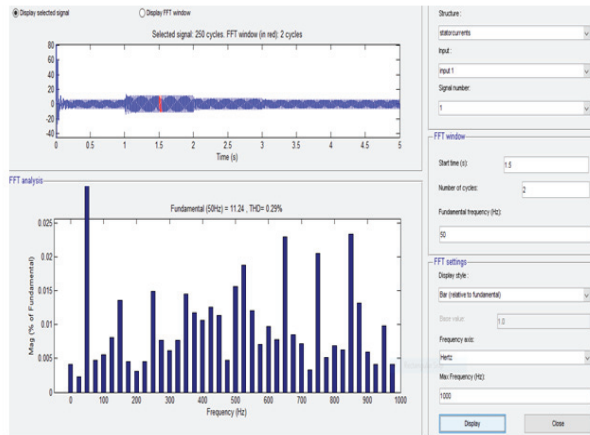 Display selected signal
Display FFT window
Selected signal: 250 cycles. FFT window (in red): 2 cycles
80
60
40
20
0
-20
-40
0 0.5 1 1.5 2 2.5 3 3.5 4 4.5 5
Time (s)
FFT analysis
Fundamental (50Hz) = 11.24 , THD= 0.29%
0.025
0.02
0.015
0.01
0.005
0
Mag (% of Fundamental)
0 100 200 300 400 500 600 700 800 900 1000
Frequency (Hz)
Structure :
statorcurrents
Input :
input 1
Signal number:
1
FFT window
Start time (s):
1.5
Number of cycles:
2
Fundamental frequency (Hz):
50
FFT settings
Display style :
Bar (relative to fundamental)
Base value:
1.0
Frequency axis:
Hertz
Max Frequency (Hz):
1000
Display
Close